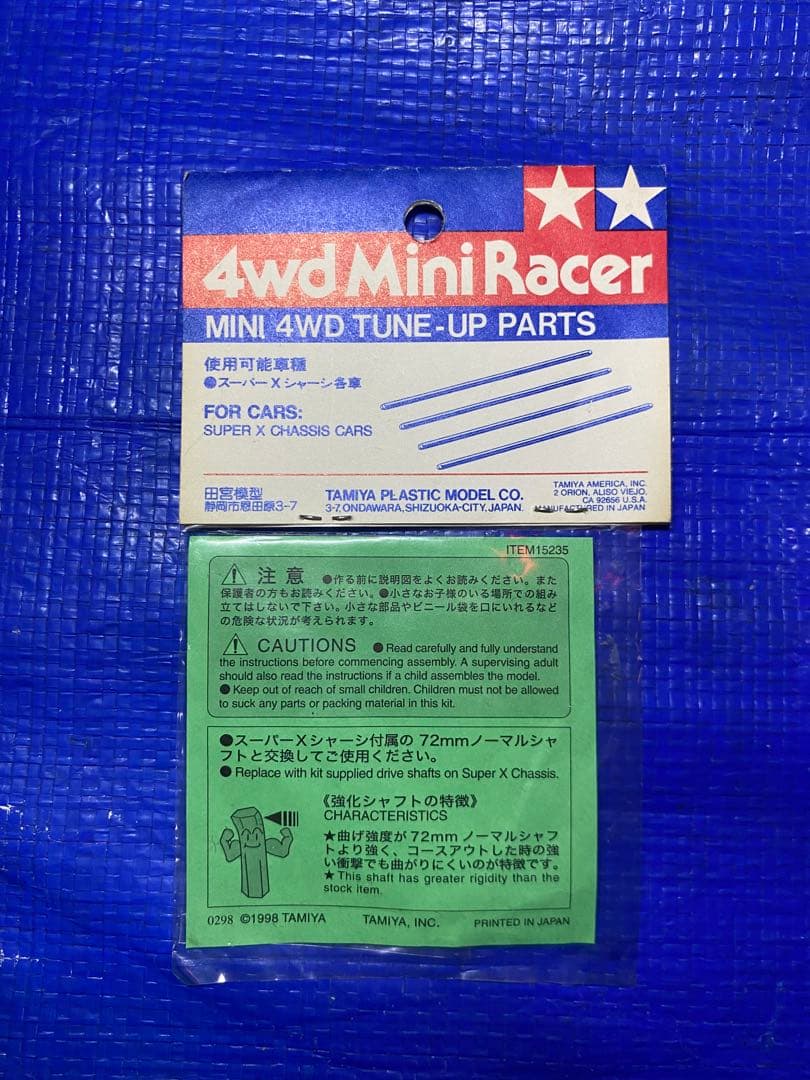 4wd Mini Racer
MINI 4WD TUNE-UP PARTS
使用可能車種
●スーパーXシャーシ各車
FOR CARS:
SUPER X CHASSIS CARS
田宮模型
静岡市恩田原3-7
TAMIYA PLASTIC MODEL CO.
3-7, ONDAWARA, SHIZUOKA-CITY, JAPAN.
TAMIYA AMERICA, INC.
2 ORION, ALISO VIEJO,
CA 92656 U.S.A.
MANUFACTURED IN JAPAN
ITEM15235
注意 ●作る前に説明図をよくお読みください。また
保護者の方もお読みください。●小さなお子様のいる場所での組み
立てはしないで下さい。小さな部品やビニール袋を口にいれるなど
の危険な状況が考えられます。
CAUTIONS ●Read carefully and fully understand
the instructions before commencing assembly. A supervising adult
should also read the instructions if a child assembles the model.
●Keep out of reach of small children. Children must not be allowed
to suck any parts or packing material in this kit.
●スーパーXシャーシ付属の 72mmノーマルシャ
フトと交換してご使用ください。
●Replace with kit supplied drive shafts on Super X Chassis.
《強化シャフトの特徴》
CHARACTERISTICS
★曲げ強度が72mm ノーマルシャフ
トより強く、コースアウトした時の強
い衝撃でも曲がりにくいのが特徴です。
★This shaft has greater rigidity than the
stock item.
0298 ©1998 TAMIYA
TAMIYA, INC.
PRINTED IN JAPAN